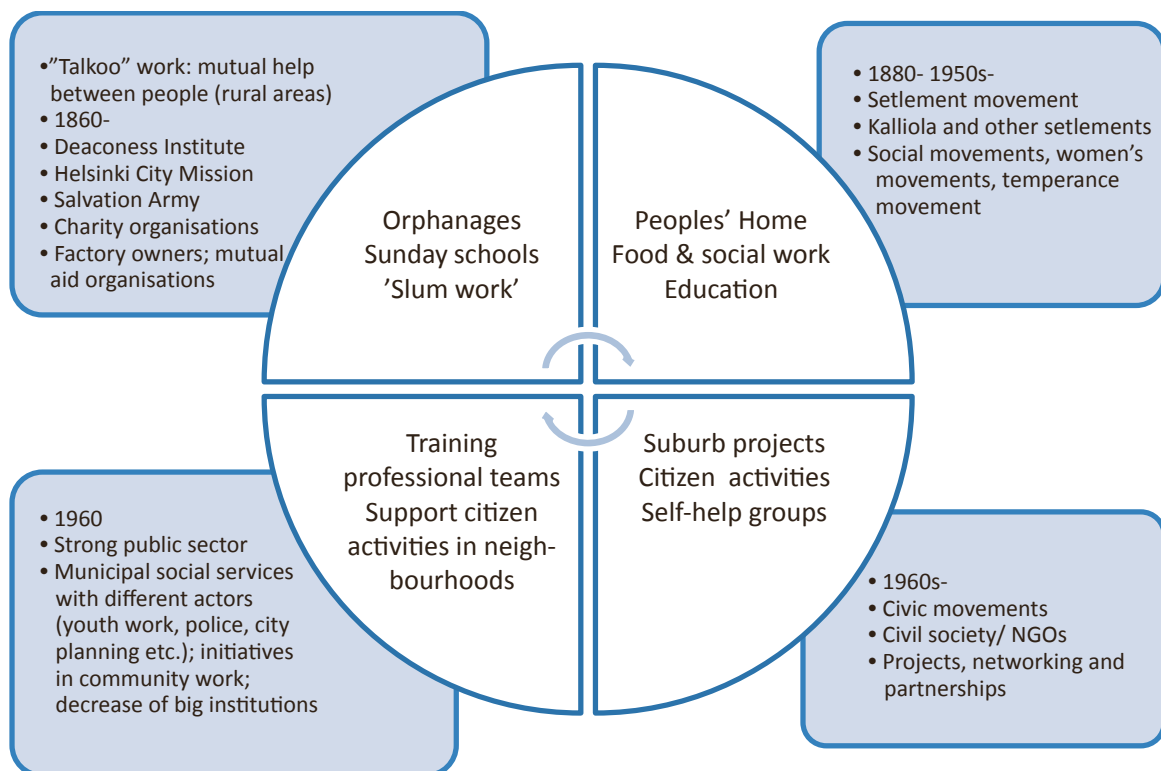 •”Talkoo” work: mutual help
between people (rural areas)
• 1860-
• Deaconess Institute
• Helsinki City Mission
• Salvation Army
• Charity organisations
• Factory owners; mutual
aid organisations
Orphanages
Sunday schools
’Slum work’
Peoples’ Home
Food & social work
Education
• 1880- 1950s-
• Setlement movement
• Kalliola and other setlements
• Social movements, women’s
movements, temperance
movement
• 1960
• Strong public sector
• Municipal social services
with different actors
(youth work, police, city
planning etc.); initiatives
in community work;
decrease of big institutions
Training
professional teams
Support citizen
activities in neigh-
bourhoods
Suburb projects
Citizen activities
Self-help groups
• 1960s-
• Civic movements
• Civil society/ NGOs
• Projects, networking and
partnerships